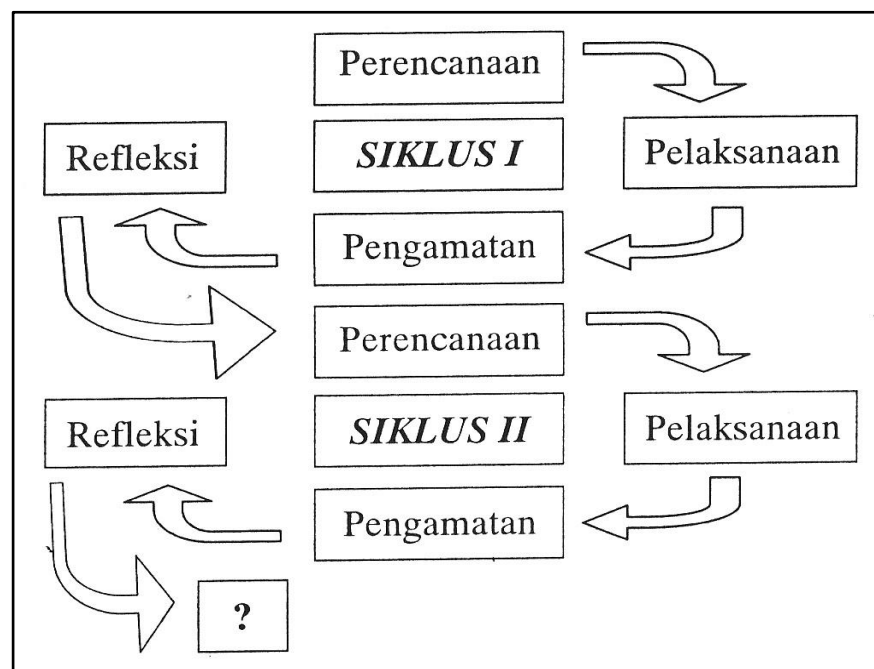 Perencanaan
Refleksi
SIKLUS I
Pelaksanaan
Pengamatan
Perencanaan
Refleksi
SIKLUS II
Pelaksanaan
Pengamatan
?